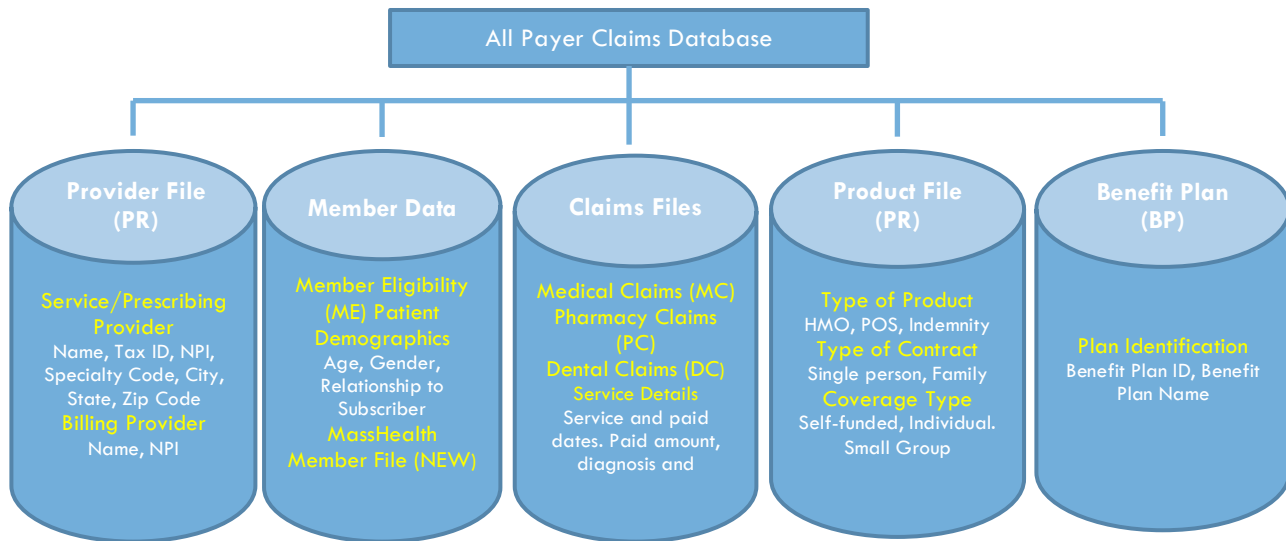 All Payer Claims Database
Provider File
(PR)
Service/Prescribing
Provider
Name, Tax ID, NPI,
Specialty Code, City,
State, Zip Code
Billing Provider
Name, NPI
Member Data
Member Eligibility
(ME) Patient
Demographics
Age, Gender,
Relationship to
Subscriber
MassHealth
Member File (NEW)
Claims Files
Medical Claims (MC)
Pharmacy Claims
(PC)
Dental Claims (DC)
Service Details
Service and paid
dates. Paid amount,
diagnosis and
Product File
(PR)
Type of Product
HMO, POS, Indemnity
Type of Contract
Single person, Family
Coverage Type
Self-funded, Individual.
Small Group
Benefit Plan
(BP)
Plan Identification
Benefit Plan ID, Benefit
Plan Name